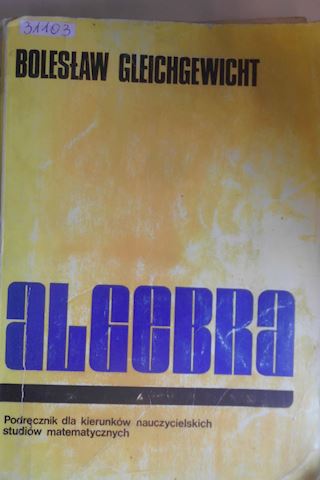 31103
BOLESŁAW GLEICHGEWICHT
ALGEBRA
Podręcznik dla kierunków nauczycielskich
studiów matematycznych